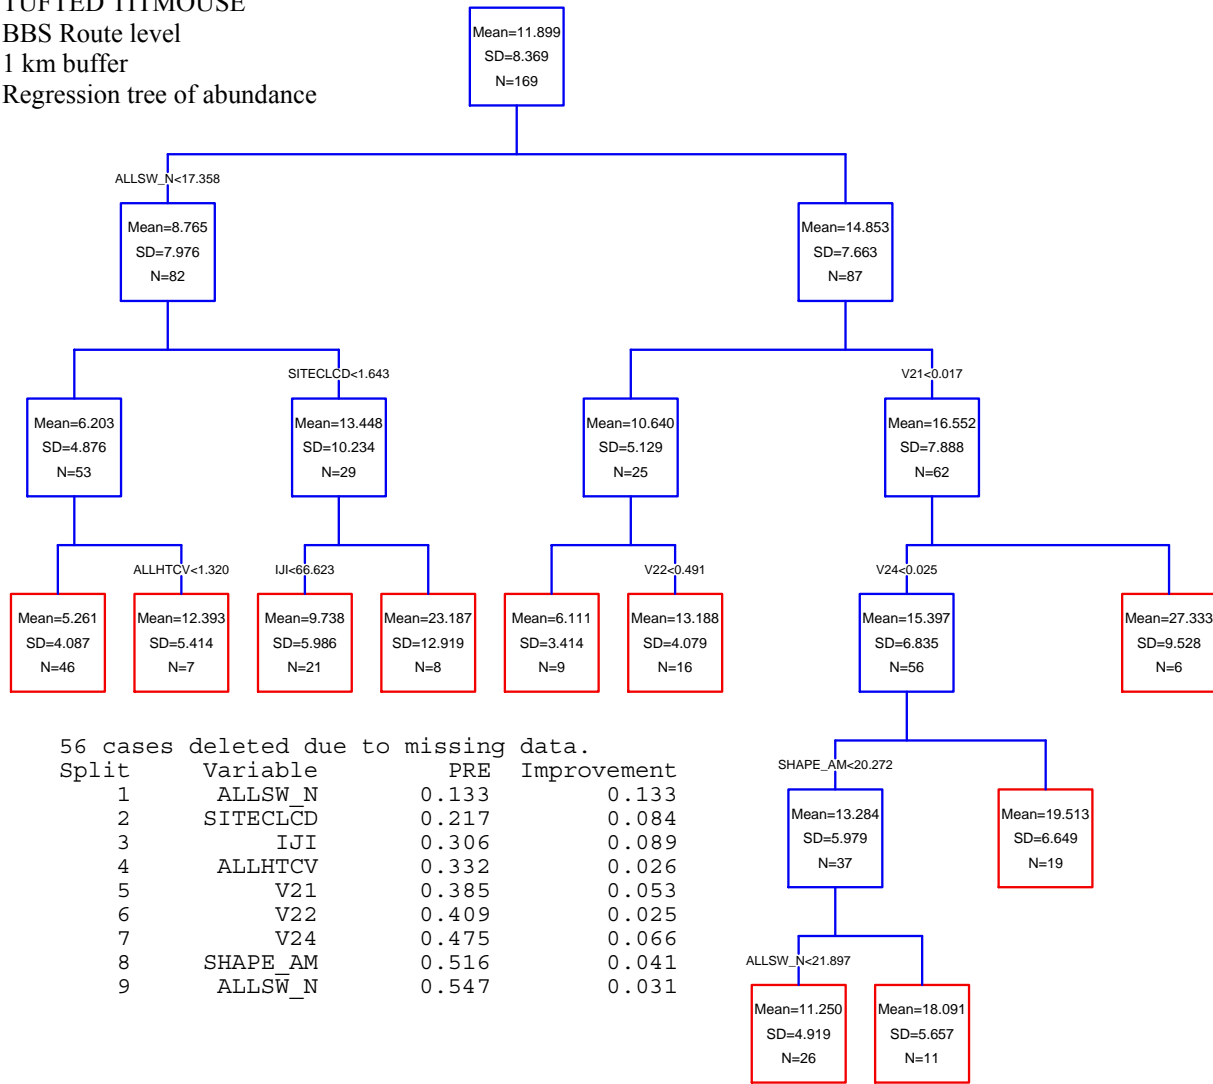 TUFTED TITMOUSE
BBS Route level
1 km buffer
Regression tree of abundance
Mean=11.899
SD=8.369
N=169
ALLSW_N<17.358
Mean=8.765
SD=7.976
N=82
Mean=14.853
SD=7.663
N=87
SITECLCD<1.643
V21<0.017
Mean=6.203
SD=4.876
N=53
Mean=13.448
SD=10.234
N=29
Mean=10.640
SD=5.129
N=25
Mean=16.552
SD=7.888
N=62
ALLHTCV<1.320
IJI<66.623
V22<0.491
V24<0.025
Mean=5.261
SD=4.087
N=46
Mean=12.393
SD=5.414
N=7
Mean=9.738
SD=5.986
N=21
Mean=23.187
SD=12.919
N=8
Mean=6.111
SD=3.414
N=9
Mean=13.188
SD=4.079
N=16
Mean=15.397
SD=6.835
N=56
Mean=27.333
SD=9.528
N=6
56 cases deleted due to missing data.
Split Variable PRE Improvement
1 ALLSW_N 0.133 0.133
2 SITECLCD 0.217 0.084
3 IJI 0.306 0.089
4 ALLHTCV 0.332 0.026
5 V21 0.385 0.053
6 V22 0.409 0.025
7 V24 0.475 0.066
8 SHAPE_AM 0.516 0.041
9 ALLSW_N 0.547 0.031
SHAPE_AM<20.272
Mean=13.284
SD=5.979
N=37
Mean=19.513
SD=6.649
N=19
ALLSW_N<21.897
Mean=11.250
SD=4.919
N=26
Mean=18.091
SD=5.657
N=11